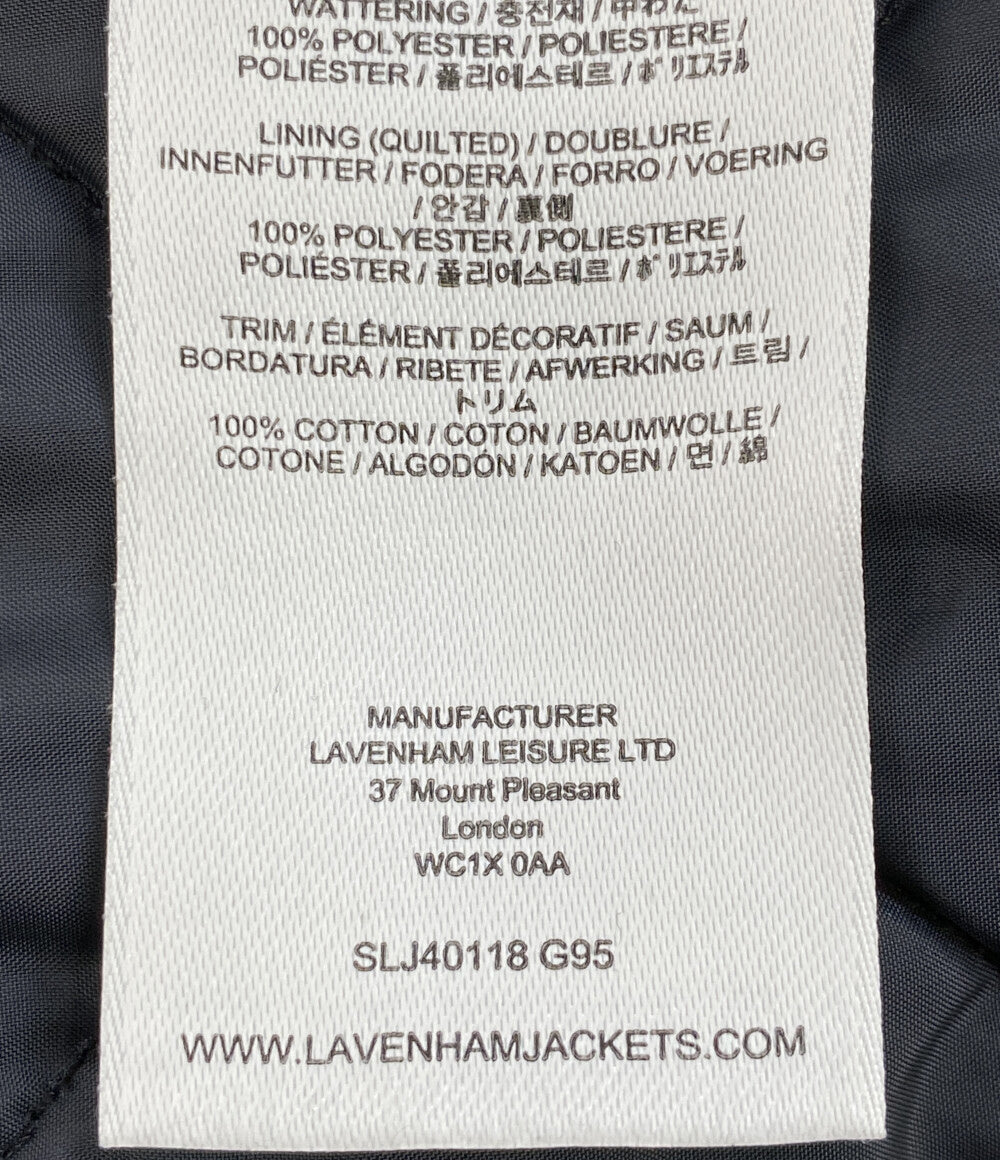 WATTERING / 충전재 / 中わた
100% POLYESTER / POLIESTERE /
POLIÉSTER / 폴리에스테르 / ポリエステル
LINING (QUILTED) / DOUBLURE /
INNENFUTTER / FODERA / FORRO / VOERING
/ 안감 / 裏側
100% POLYESTER / POLIESTERE /
POLIÉSTER / 폴리에스테르 / ポリエステル
TRIM / ÉLÉMENT DÉCORATIF / SAUM /
BORDATURA / RIBETE / AFWERKING / 트림 /
トリム
100% COTTON / COTON / BAUMWOLLE /
COTONE / ALGODÓN / KATOEN / 면 / 綿
MANUFACTURER
LAVENHAM LEISURE LTD
37 Mount Pleasant
London
WC1X 0AA
SLJ40118 G95
WWW.LAVENHAMJACKETS.COM